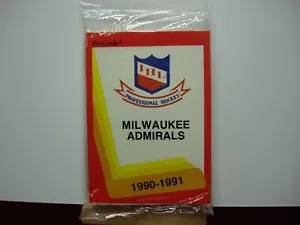 ProCards®
IHL
PROFESSIONAL HOCKEY
MILWAUKEE
ADMIRALS
1990-1991